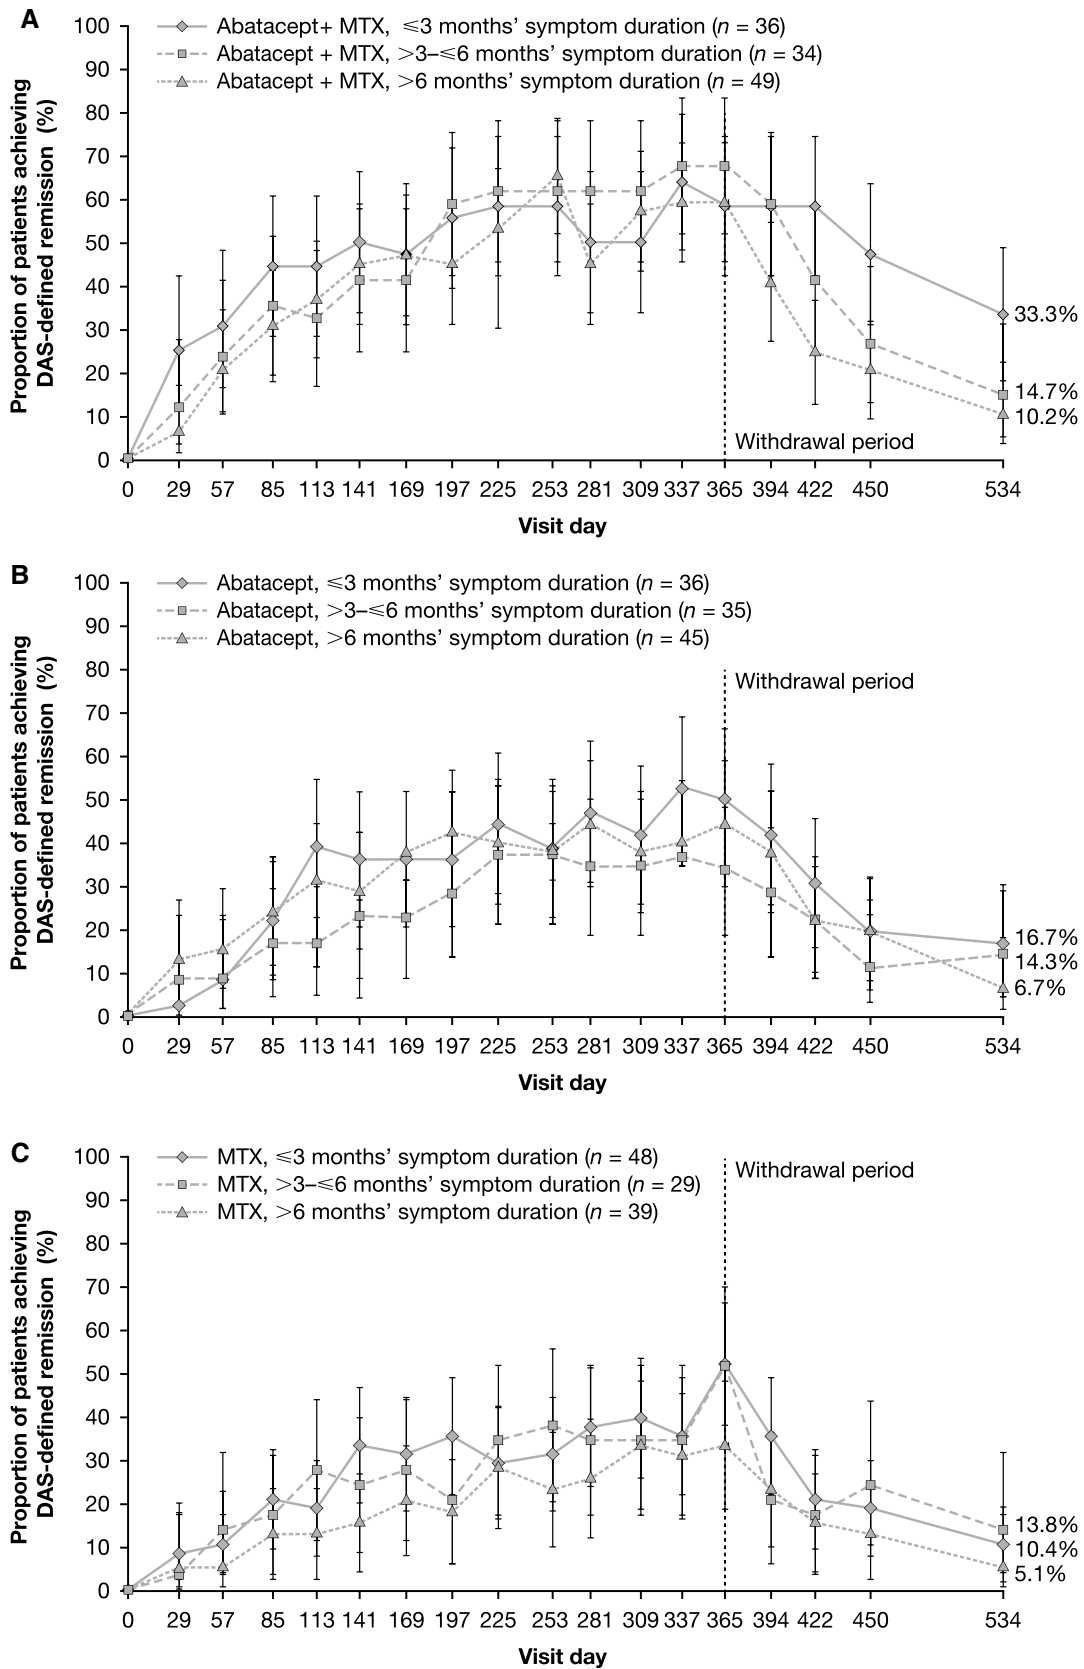 A
100
90
80
70
60
50
40
30
20
10
0
Proportion of patients achieving
DAS-defined remission (%)
Abatacept+ MTX, ⩽3 months’ symptom duration (n = 36)
Abatacept + MTX, >3–⩽6 months’ symptom duration (n = 34)
Abatacept + MTX, >6 months’ symptom duration (n = 49)
33.3%
14.7%
10.2%
Withdrawal period
0 29 57 85 113 141 169 197 225 253 281 309 337 365 394 422 450 534
Visit day
B
100
90
80
70
60
50
40
30
20
10
0
Proportion of patients achieving
DAS-defined remission (%)
Abatacept, ⩽3 months’ symptom duration (n = 36)
Abatacept, >3–⩽6 months’ symptom duration (n = 35)
Abatacept, >6 months’ symptom duration (n = 45)
Withdrawal period
16.7%
14.3%
6.7%
0 29 57 85 113 141 169 197 225 253 281 309 337 365 394 422 450 534
Visit day
C
100
90
80
70
60
50
40
30
20
10
0
Proportion of patients achieving
DAS-defined remission (%)
MTX, ⩽3 months’ symptom duration (n = 48)
MTX, >3–⩽6 months’ symptom duration (n = 29)
MTX, >6 months’ symptom duration (n = 39)
Withdrawal period
13.8%
10.4%
5.1%
0 29 57 85 113 141 169 197 225 253 281 309 337 365 394 422 450 534
Visit day